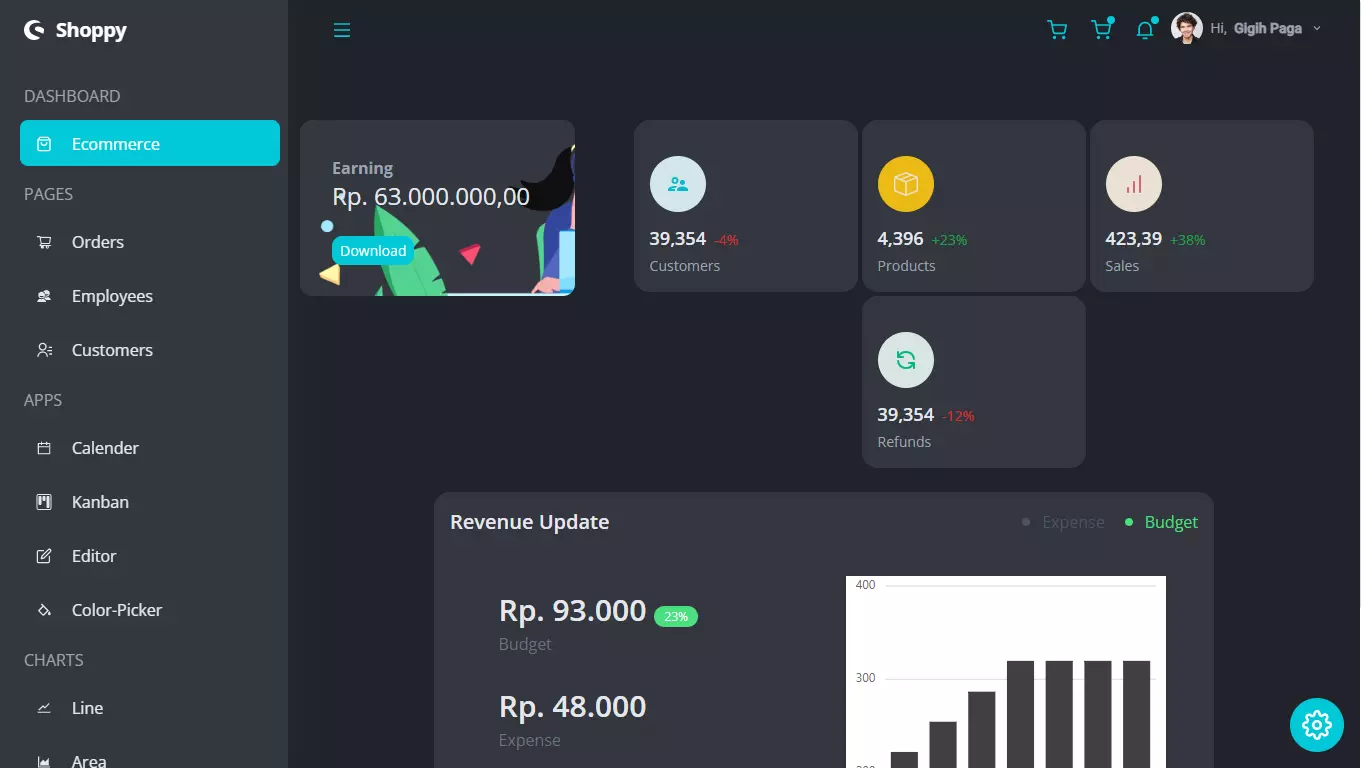 Shoppy
Hi, Gigih Paga
DASHBOARD
Ecommerce
PAGES
Orders
Employees
Customers
APPS
Calender
Kanban
Editor
Color-Picker
CHARTS
Line
Area
Earning
Rp. 63.000.000,00
Download
39,354 -4%
Customers
4,396 +23%
Products
423,39 +38%
Sales
39,354 -12%
Refunds
Revenue Update
Expense
Budget
Rp. 93.000 23%
Budget
Rp. 48.000
Expense
400
300